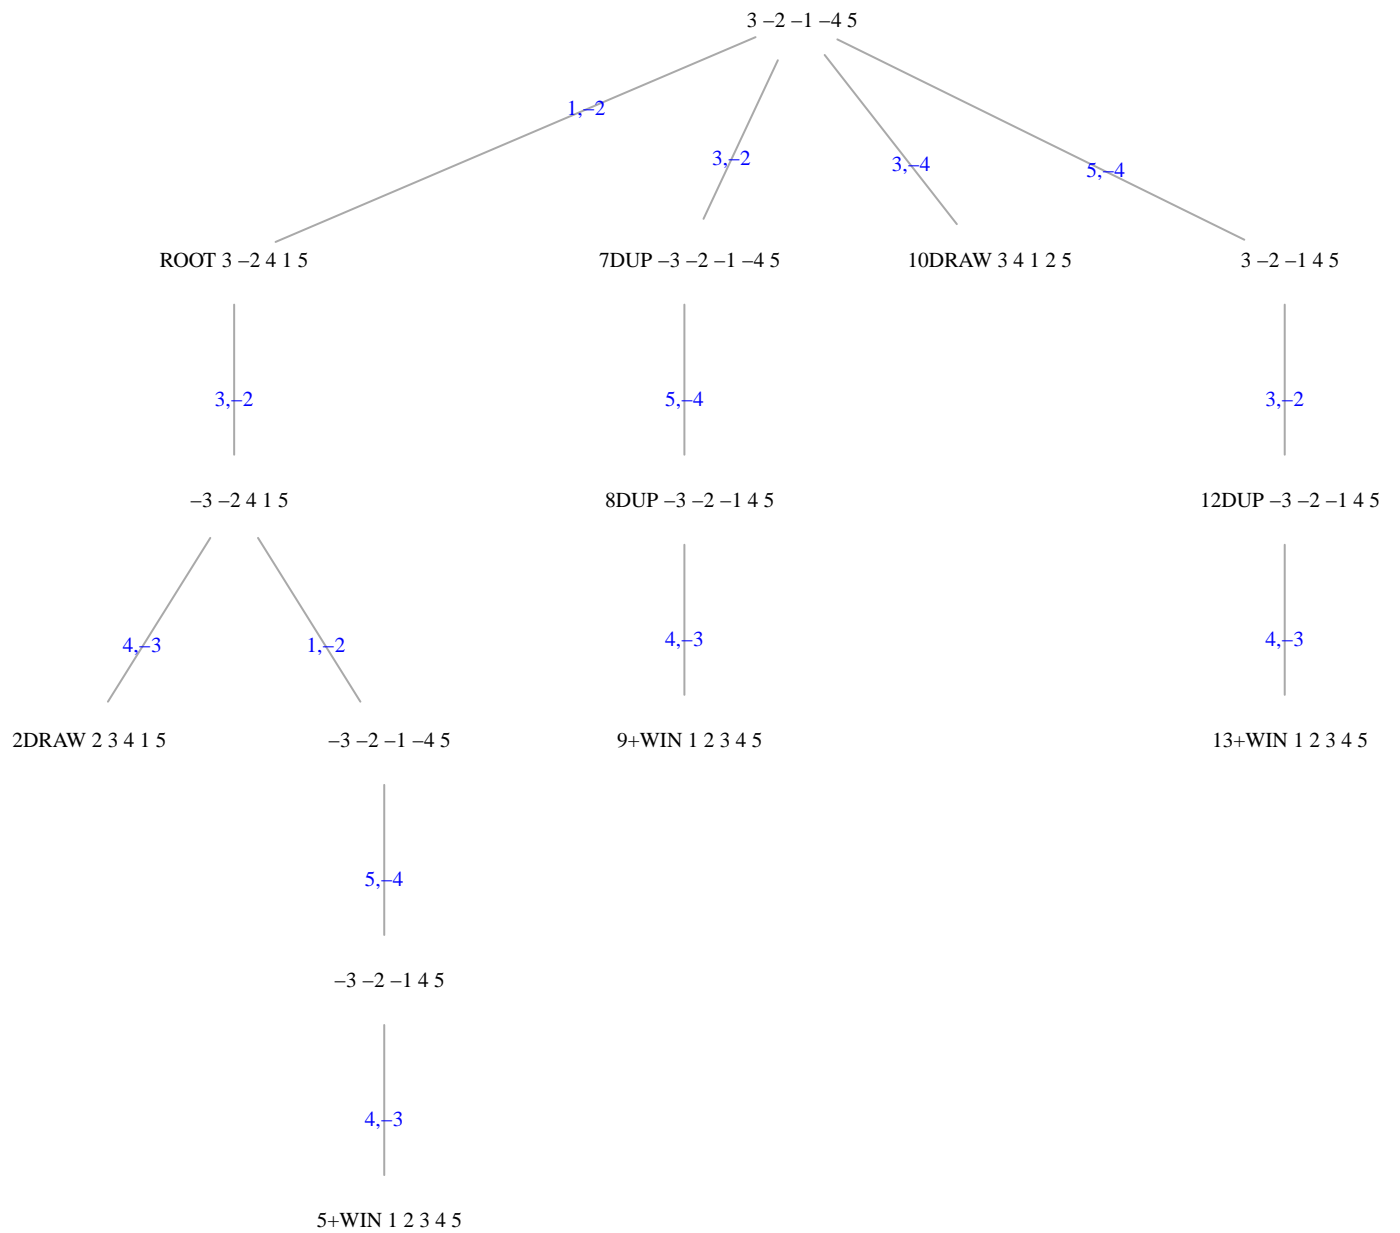 3 –2 –1 –4 5
1,–2
3,–2
3,–4
5,–4
ROOT 3 –2 4 1 5
7DUP –3 –2 –1 –4 5
10DRAW 3 4 1 2 5
3 –2 –1 4 5
3,–2
5,–4
3,–2
–3 –2 4 1 5
8DUP –3 –2 –1 4 5
12DUP –3 –2 –1 4 5
4,–3
1,–2
4,–3
4,–3
2DRAW 2 3 4 1 5
–3 –2 –1 –4 5
9+WIN 1 2 3 4 5
13+WIN 1 2 3 4 5
5,–4
–3 –2 –1 4 5
4,–3
5+WIN 1 2 3 4 5